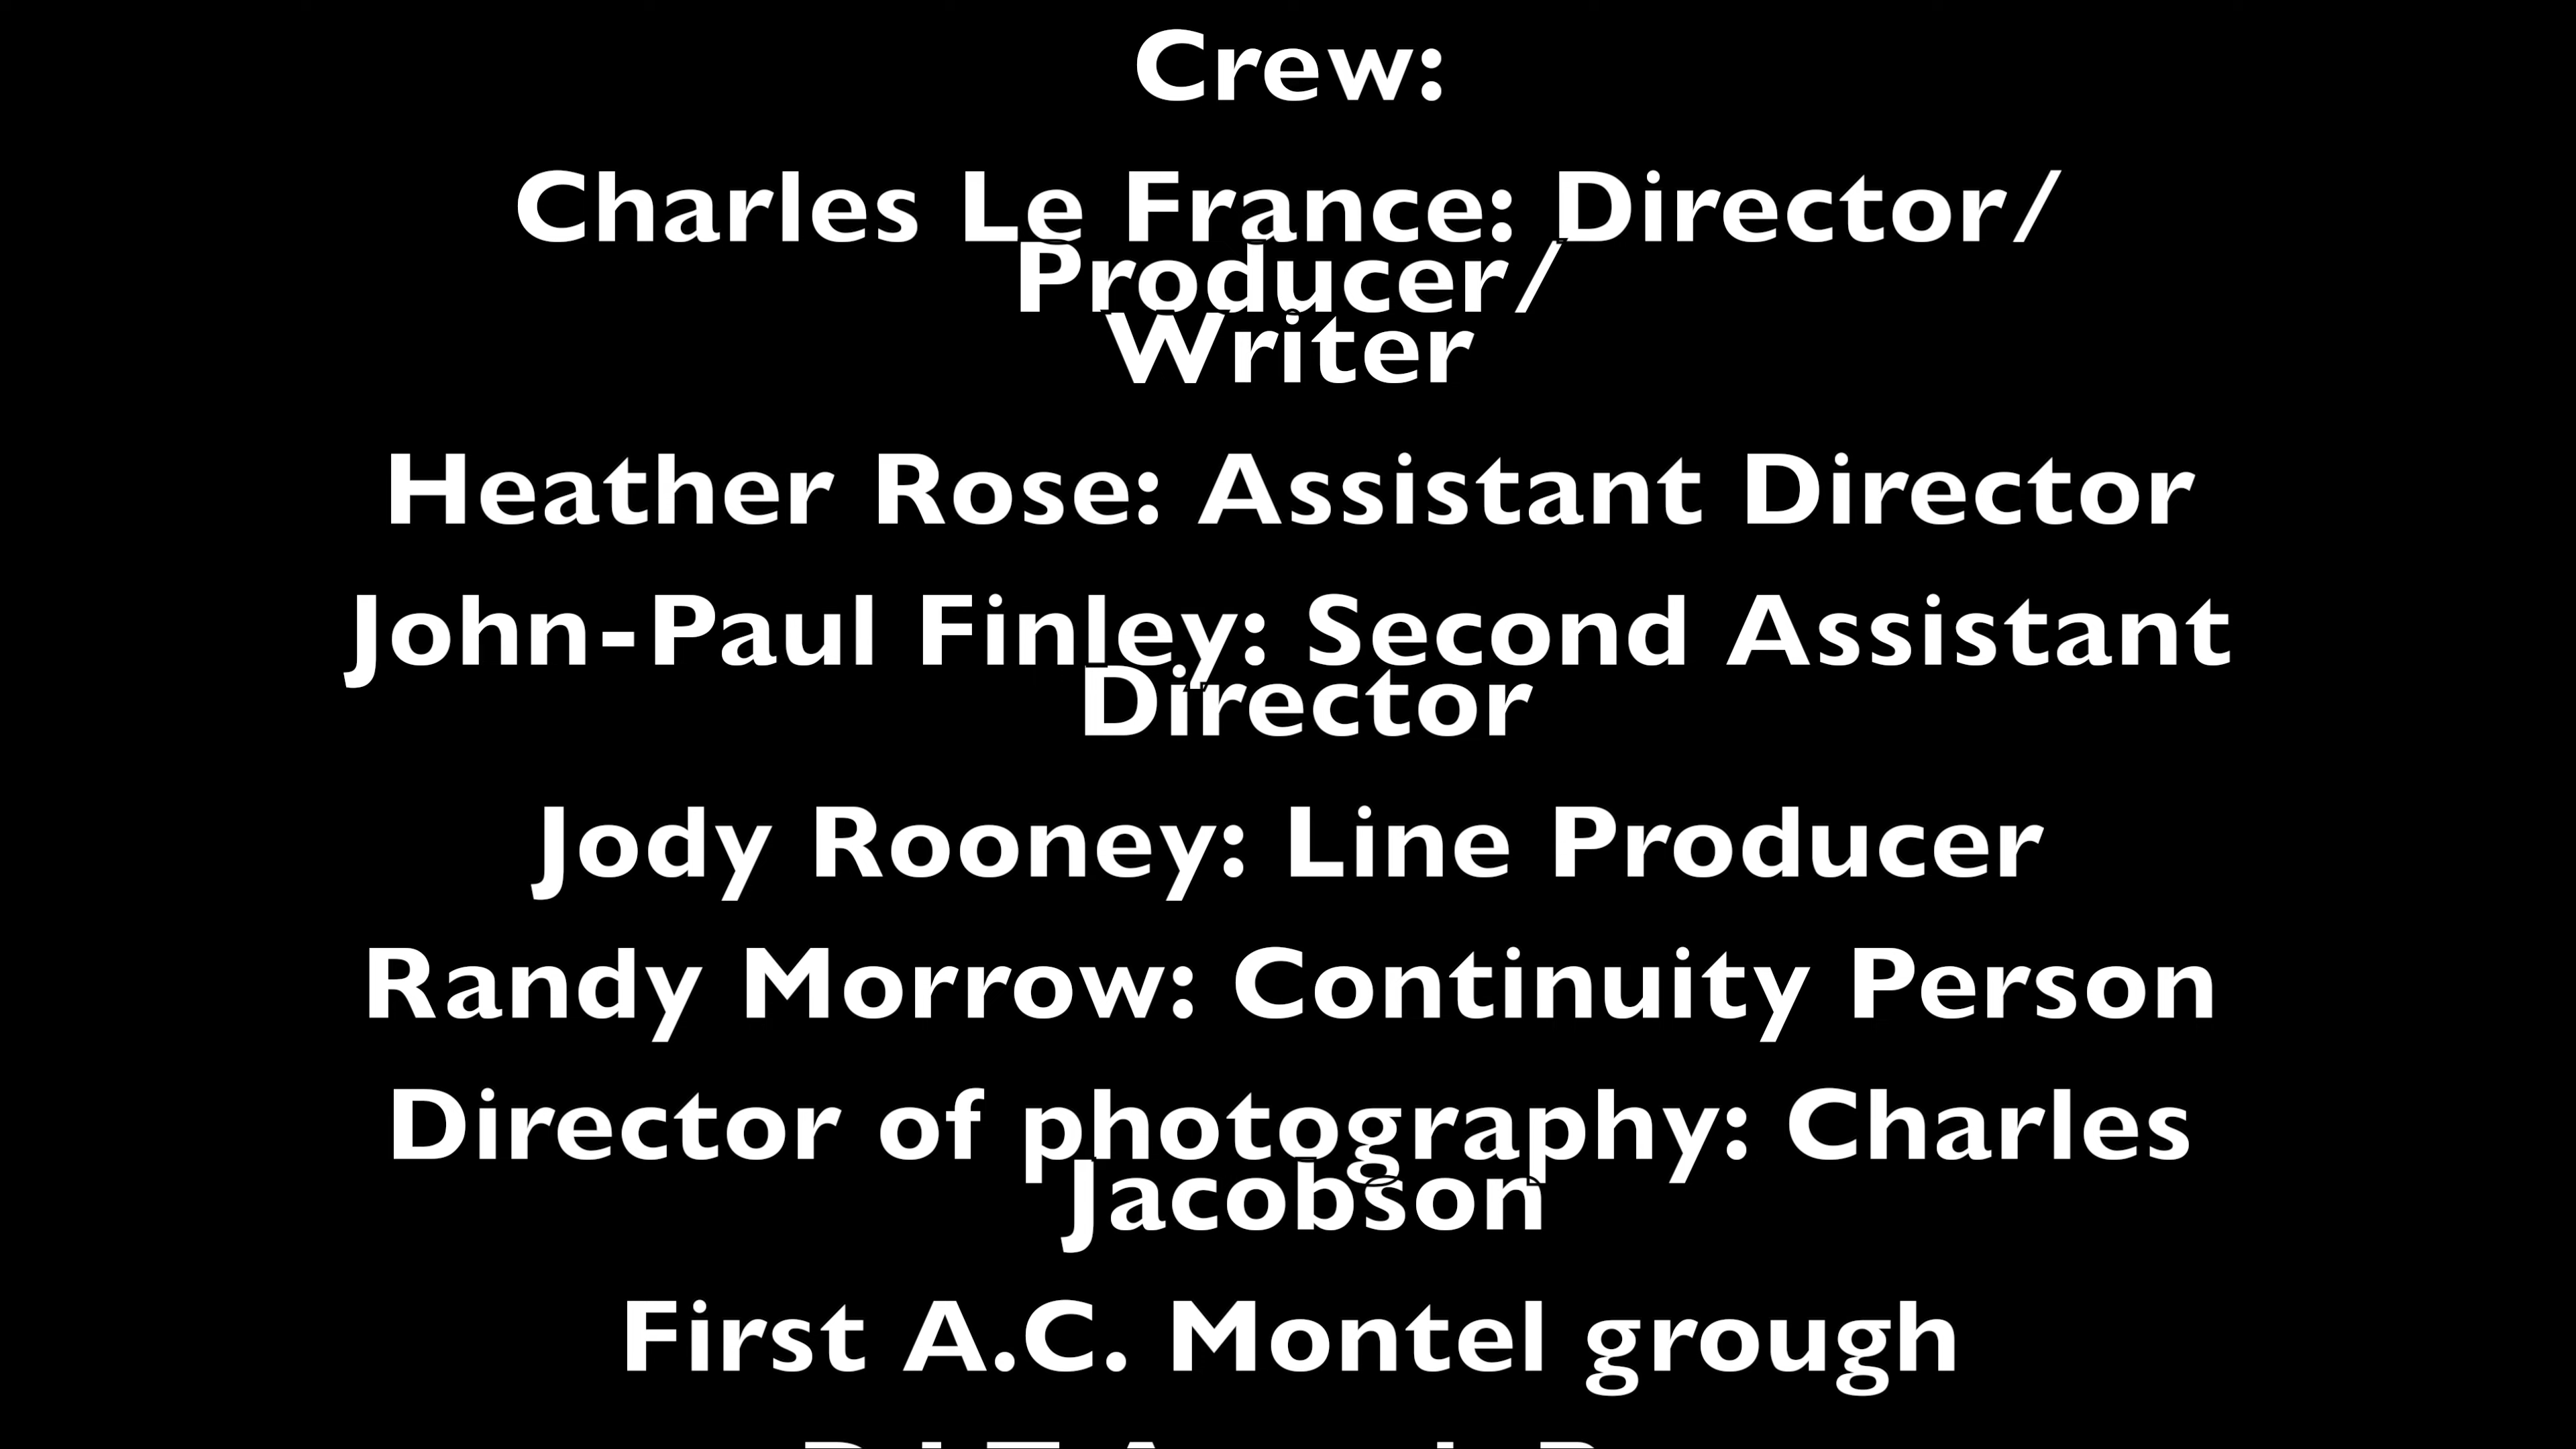 Crew:
Charles Le France: Director/
Producer/
Writer
Heather Rose: Assistant Director
John-Paul Finley: Second Assistant
Director
Jody Rooney: Line Producer
Randy Morrow: Continuity Person
Director of photography: Charles
Jacobson
First A.C. Montel grough